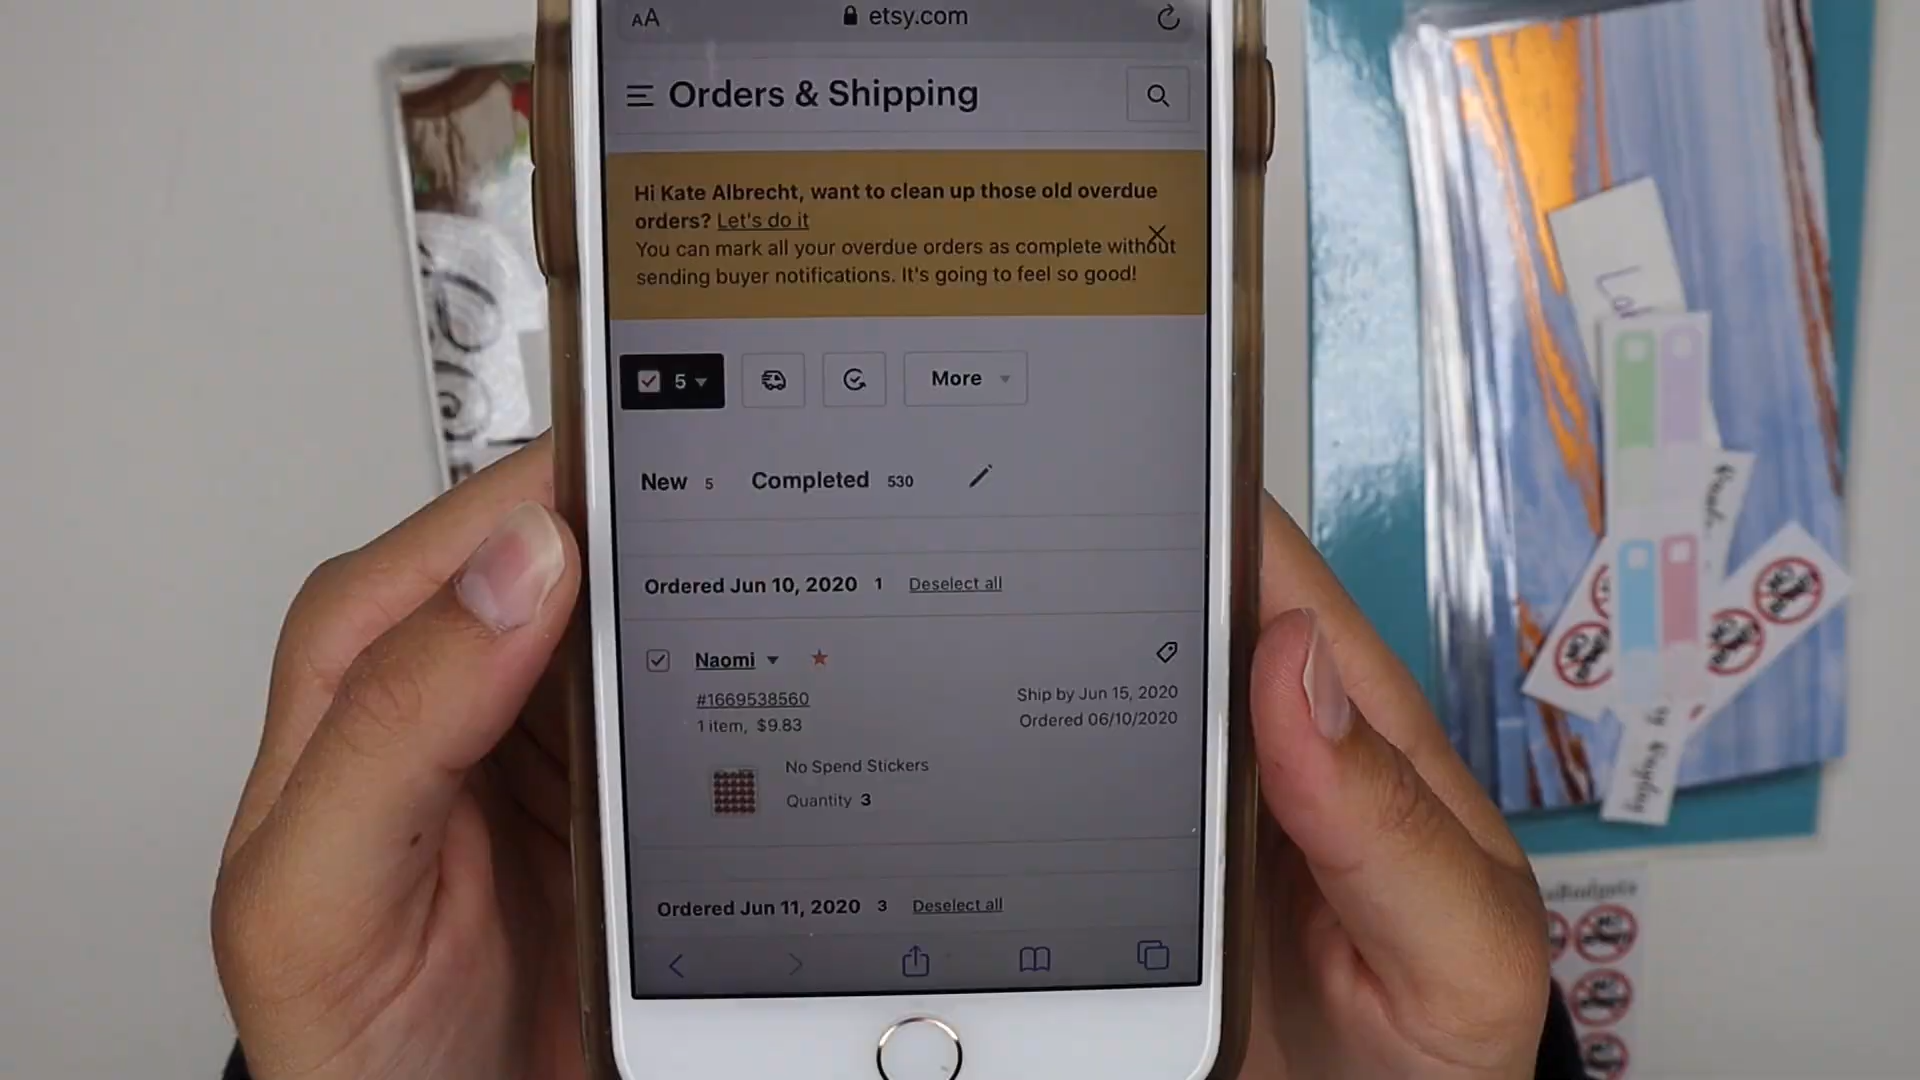 AA etsy.com
Orders & Shipping
Hi Kate Albrecht, want to clean up those old overdue
orders? Let's do it
You can mark all your overdue orders as complete without
sending buyer notifications. It's going to feel so good!
5 More
New 5 Completed 530
Ordered Jun 10, 2020 1 Deselect all
Naomi
#1669538560
Ship by Jun 15, 2020
1 item, $9.83
Ordered 06/10/2020
No Spend Stickers
Quantity 3
Ordered Jun 11, 2020 3 Deselect all